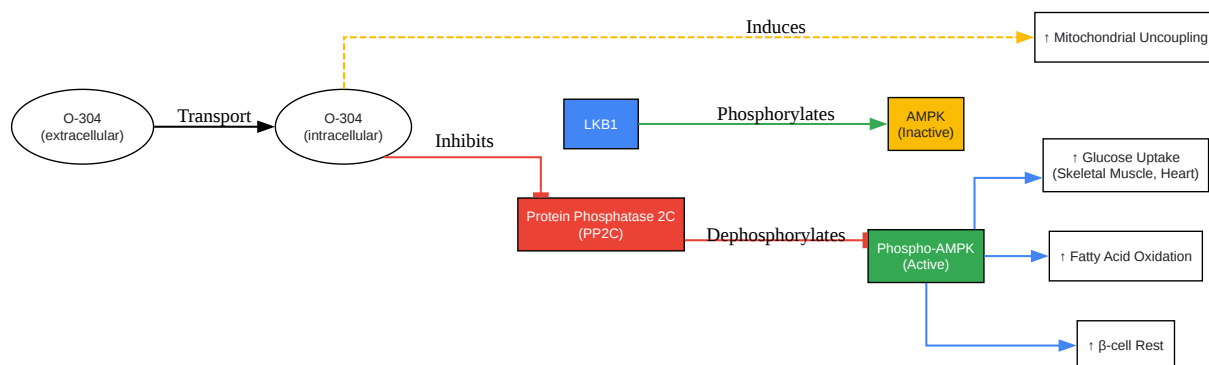 Induces
↑ Mitochondrial Uncoupling
O-304
(extracellular)
Transport
O-304
(intracellular)
LKB1
Phosphorylates
AMPK
(Inactive)
Inhibits
↑ Glucose Uptake
(Skeletal Muscle, Heart)
Protein Phosphatase 2C
(PP2C)
Dephosphorylates
Phospho-AMPK
(Active)
↑ Fatty Acid Oxidation
↑ β-cell Rest